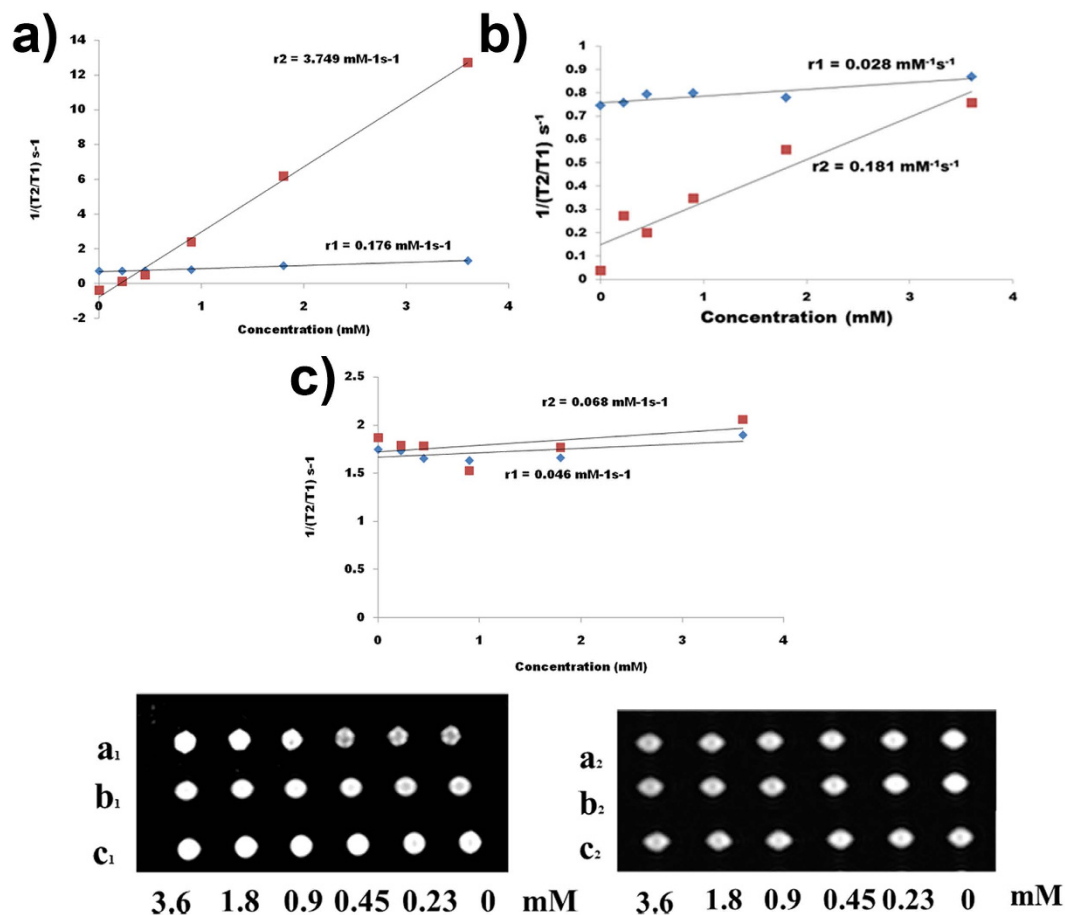 a)
r2 = 3.749 mM-1s-1
14
12
10
8
6
4
2
0
-2
1/(T2/T1) s-1
r1 = 0.176 mM-1s-1
0 1 2 3 4
Concentration (mM)
b)
r1 = 0.028 mM⁻¹s⁻¹
1
0.9
0.8
0.7
0.6
0.5
0.4
0.3
0.2
0.1
0
1/(T2/T1) s⁻¹
r2 = 0.181 mM⁻¹s⁻¹
0 1 2 3 4
Concentration (mM)
c)
2.5
2
1.5
1
0.5
0
1/(T2/T1) s-1
r2 = 0.068 mM-1s-1
r1 = 0.046 mM-1s-1
0 1 2 3 4
Concentration (mM)
a₁
b₁
c₁
3.6 1.8 0.9 0.45 0.23 0 mM
a₂
b₂
c₂
3.6 1.8 0.9 0.45 0.23 0 mM